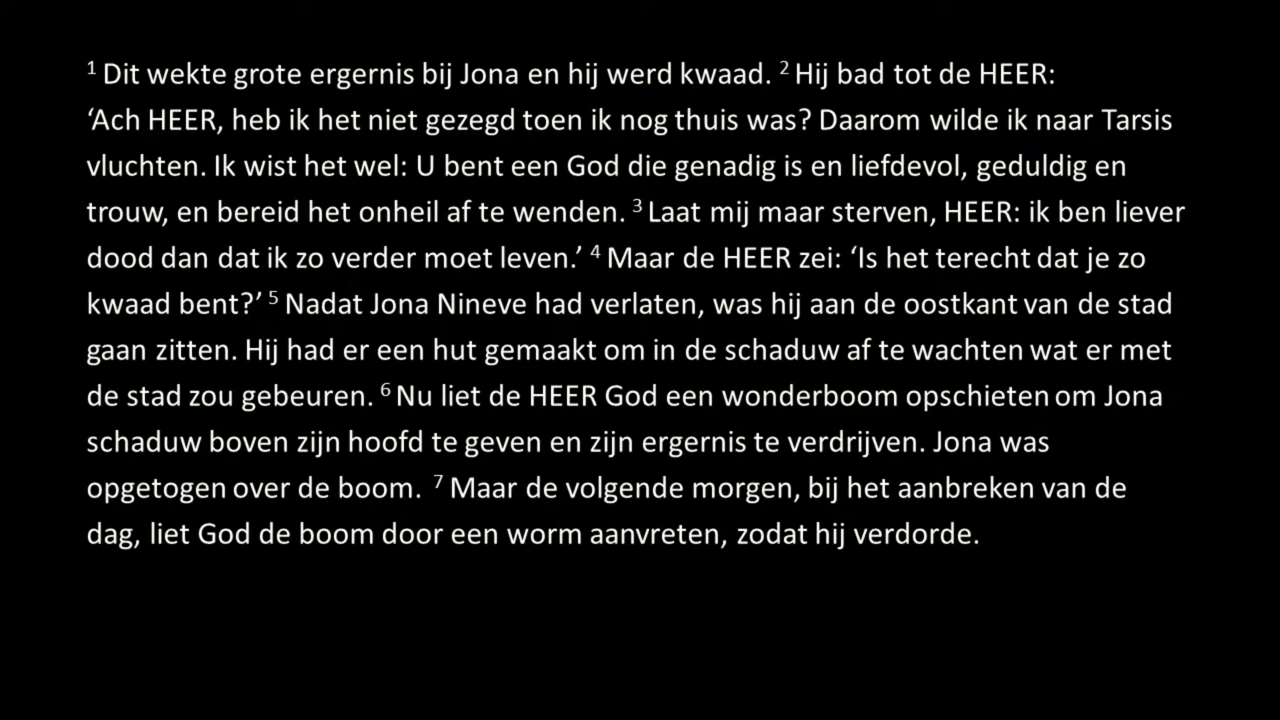 ¹ Dit wekte grote ergernis bij Jona en hij werd kwaad. ² Hij bad tot de HEER:
‘Ach HEER, heb ik het niet gezegd toen ik nog thuis was? Daarom wilde ik naar Tarsis
vluchten. Ik wist het wel: U bent een God die genadig is en liefdevol, geduldig en
trouw, en bereid het onheil af te wenden. ³ Laat mij maar sterven, HEER: ik ben liever
dood dan dat ik zo verder moet leven.’ ⁴ Maar de HEER zei: ‘Is het terecht dat je zo
kwaad bent?’ ⁵ Nadat Jona Nineve had verlaten, was hij aan de oostkant van de stad
gaan zitten. Hij had er een hut gemaakt om in de schaduw af te wachten wat er met
de stad zou gebeuren. ⁶ Nu liet de HEER God een wonderboom opschieten om Jona
schaduw boven zijn hoofd te geven en zijn ergernis te verdrijven. Jona was
opgetogen over de boom. ⁷ Maar de volgende morgen, bij het aanbreken van de
dag, liet God de boom door een worm aanvreten, zodat hij verdorde.